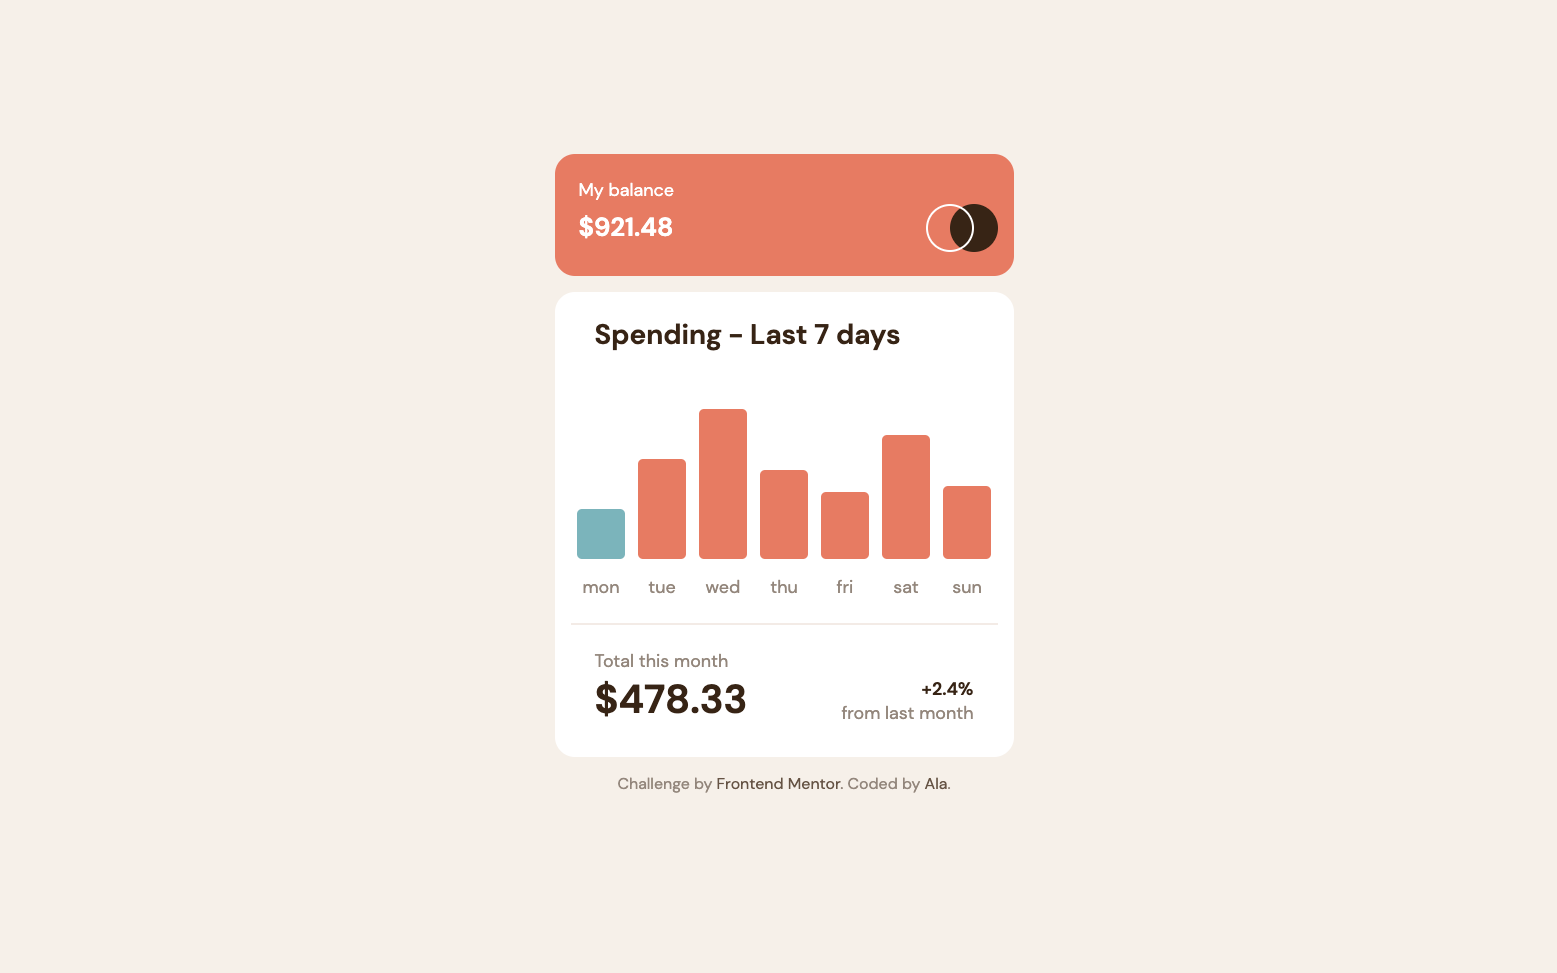 My balance
$921.48
Spending - Last 7 days
mon tue wed thu fri sat sun
Total this month
$478.33
+2.4%
from last month
Challenge by Frontend Mentor. Coded by Ala.